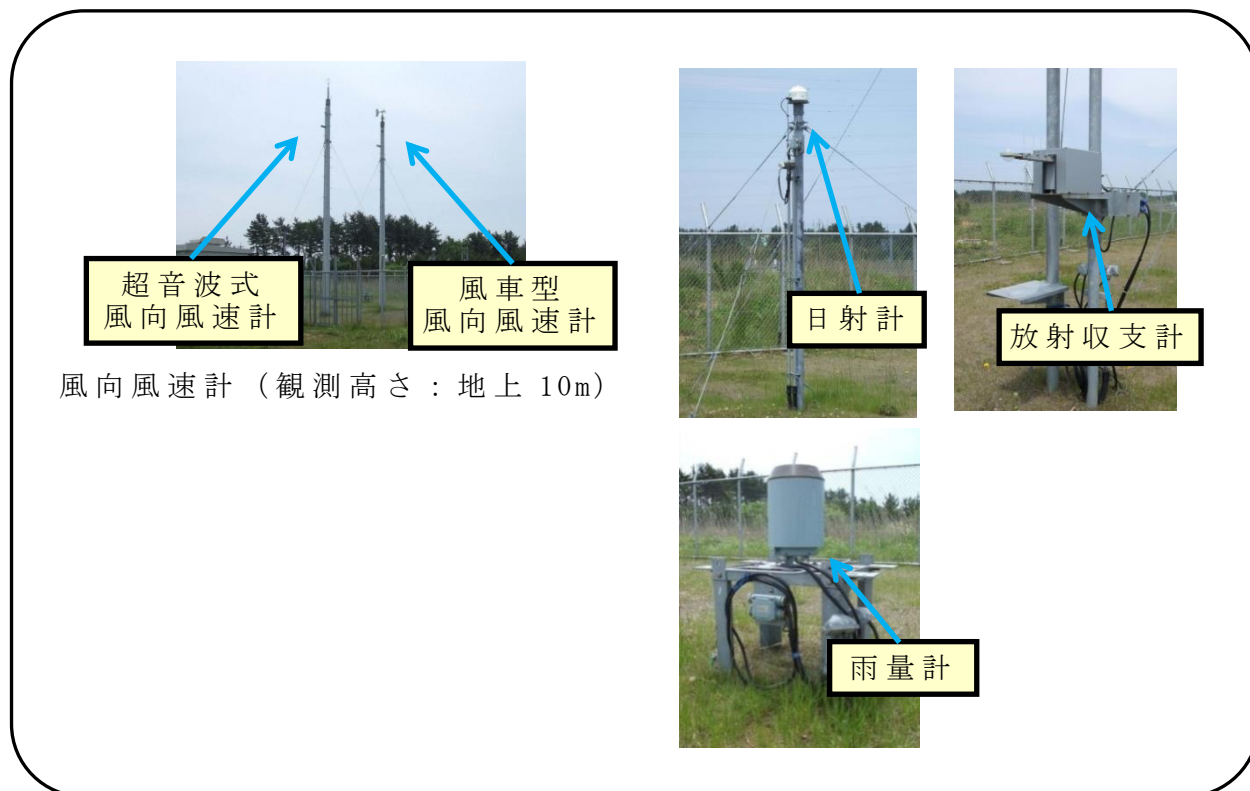 超音波式
風向風速計
風車型
風向風速計
風向風速計（観測高さ：地上 10m）
日射計
放射収支計
雨量計